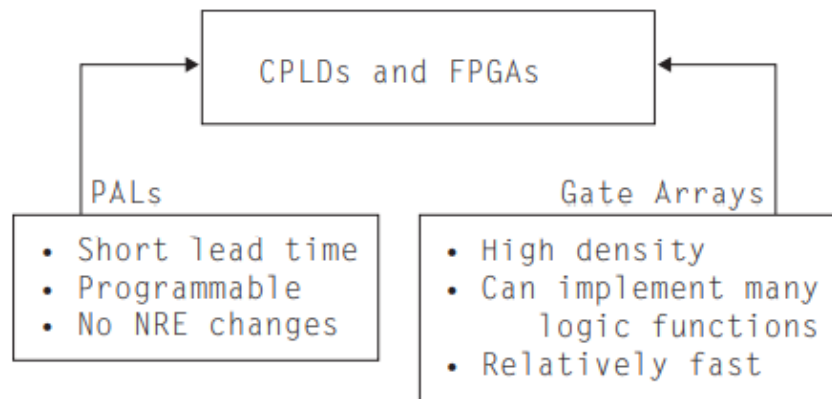 CPLDs and FPGAs
PALs
• Short lead time
• Programmable
• No NRE changes
Gate Arrays
• High density
• Can implement many
logic functions
• Relatively fast